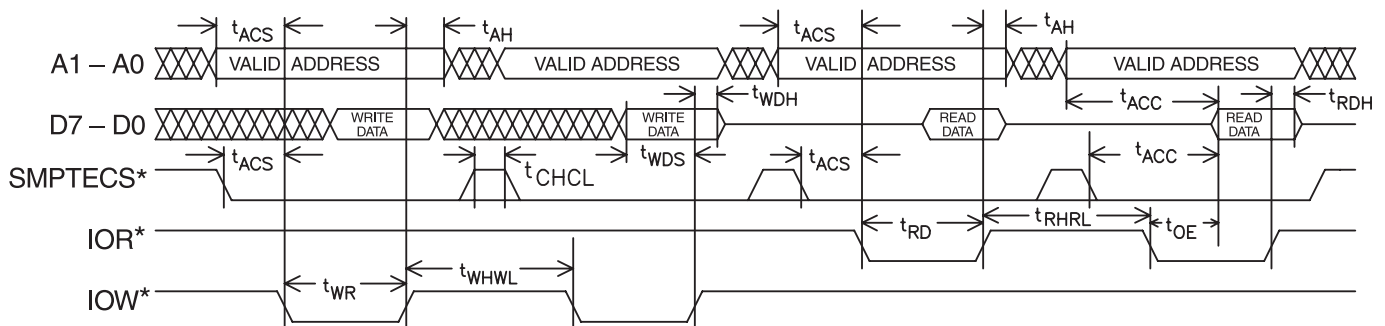 tACS tAH tACS tAH
A1 – A0 VALID ADDRESS VALID ADDRESS VALID ADDRESS VALID ADDRESS
tWDH tACC tRDH
D7 – D0 WRITE DATA WRITE DATA READ DATA READ DATA
tACS tWDS tACS tACC
SMPTECS* tCHCL
IOR* tRD tRHRL tOE
IOW* tWR tWHWL